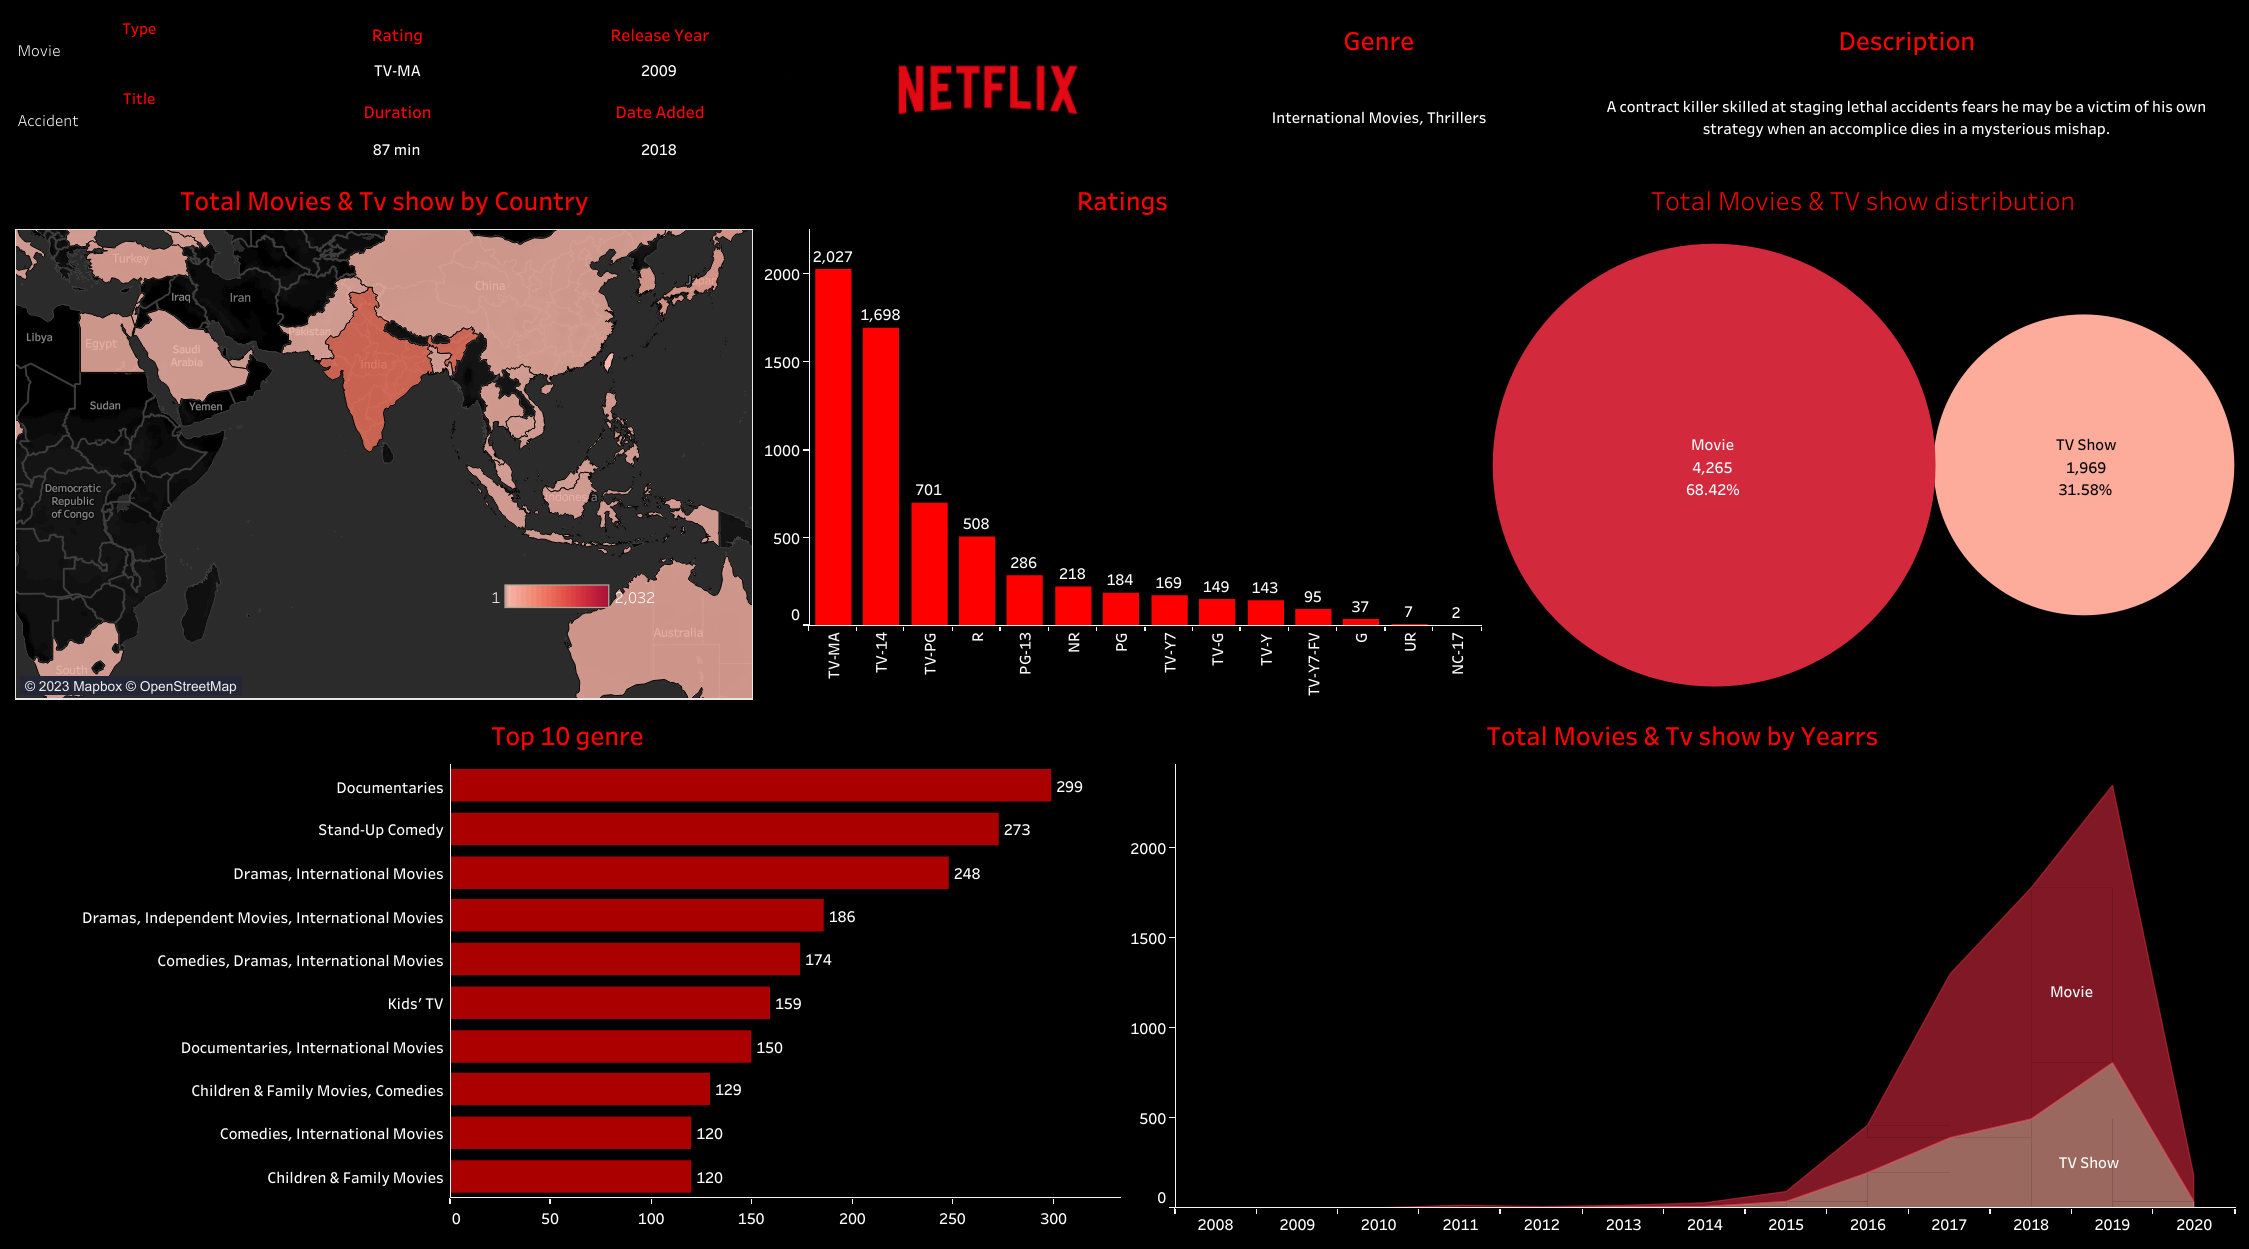 Type
Movie
Title
Accident
Rating
TV-MA
Duration
87 min
Release Year
2009
Date Added
2018
NETFLIX
Genre
International Movies, Thrillers
Description
A contract killer skilled at staging lethal accidents fears he may be a victim of his own
strategy when an accomplice dies in a mysterious mishap.
Total Movies & Tv show by Country
Turkey
China
Japan
Iraq
Iran
Pakistan
Libya
Egypt
Saudi
Arabia
India
Sudan
Yemen
Democratic
Republic
of Congo
Indonesia
1
2,032
Australia
South
© 2023 Mapbox © OpenStreetMap
Ratings
2000
1500
1000
500
0
2,027
1,698
701
508
286
218
184
169
149
143
95
37
7
2
TV-MA
TV-14
TV-PG
R
PG-13
NR
PG
TV-Y7
TV-G
TV-Y
TV-Y7-FV
G
UR
NC-17
Total Movies & TV show distribution
Movie
4,265
68.42%
TV Show
1,969
31.58%
Top 10 genre
Documentaries 299
Stand-Up Comedy 273
Dramas, International Movies 248
Dramas, Independent Movies, International Movies 186
Comedies, Dramas, International Movies 174
Kids' TV 159
Documentaries, International Movies 150
Children & Family Movies, Comedies 129
Comedies, International Movies 120
Children & Family Movies 120
0 50 100 150 200 250 300
Total Movies & Tv show by Yearrs
2000
1500
1000
500
0
Movie
TV Show
2008 2009 2010 2011 2012 2013 2014 2015 2016 2017 2018 2019 2020